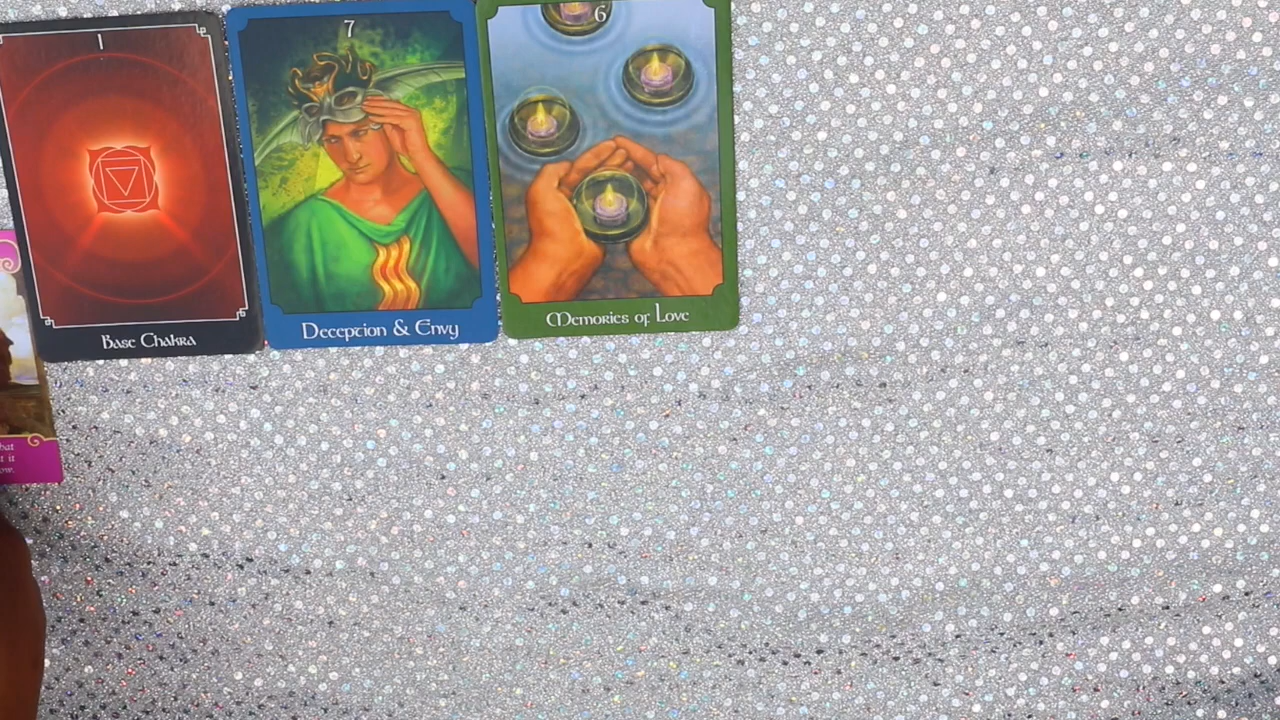 1
Base Chakra
7
Deception & Envy
6
Memories of Love